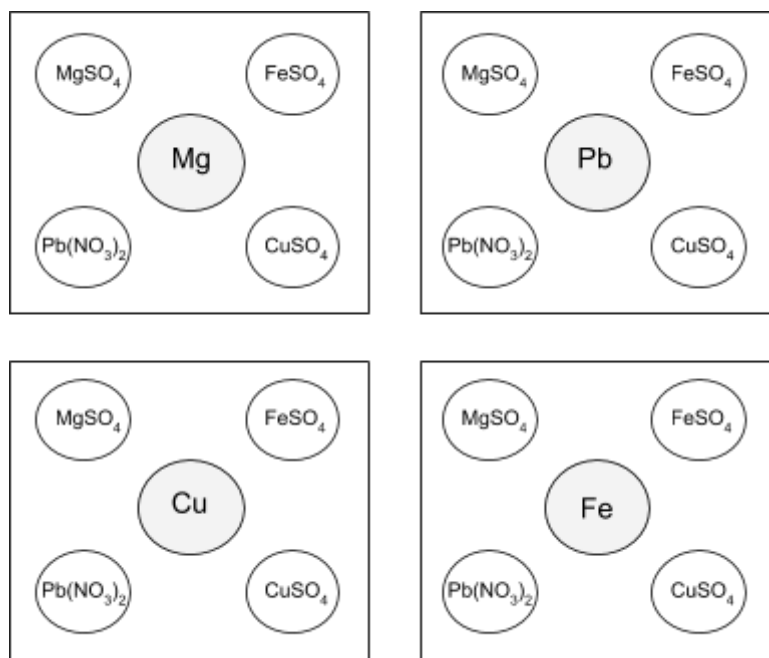 MgSO₄ FeSO₄
Mg
Pb(NO₃)₂ CuSO₄
MgSO₄ FeSO₄
Pb
Pb(NO₃)₂ CuSO₄
MgSO₄ FeSO₄
Cu
Pb(NO₃)₂ CuSO₄
MgSO₄ FeSO₄
Fe
Pb(NO₃)₂ CuSO₄